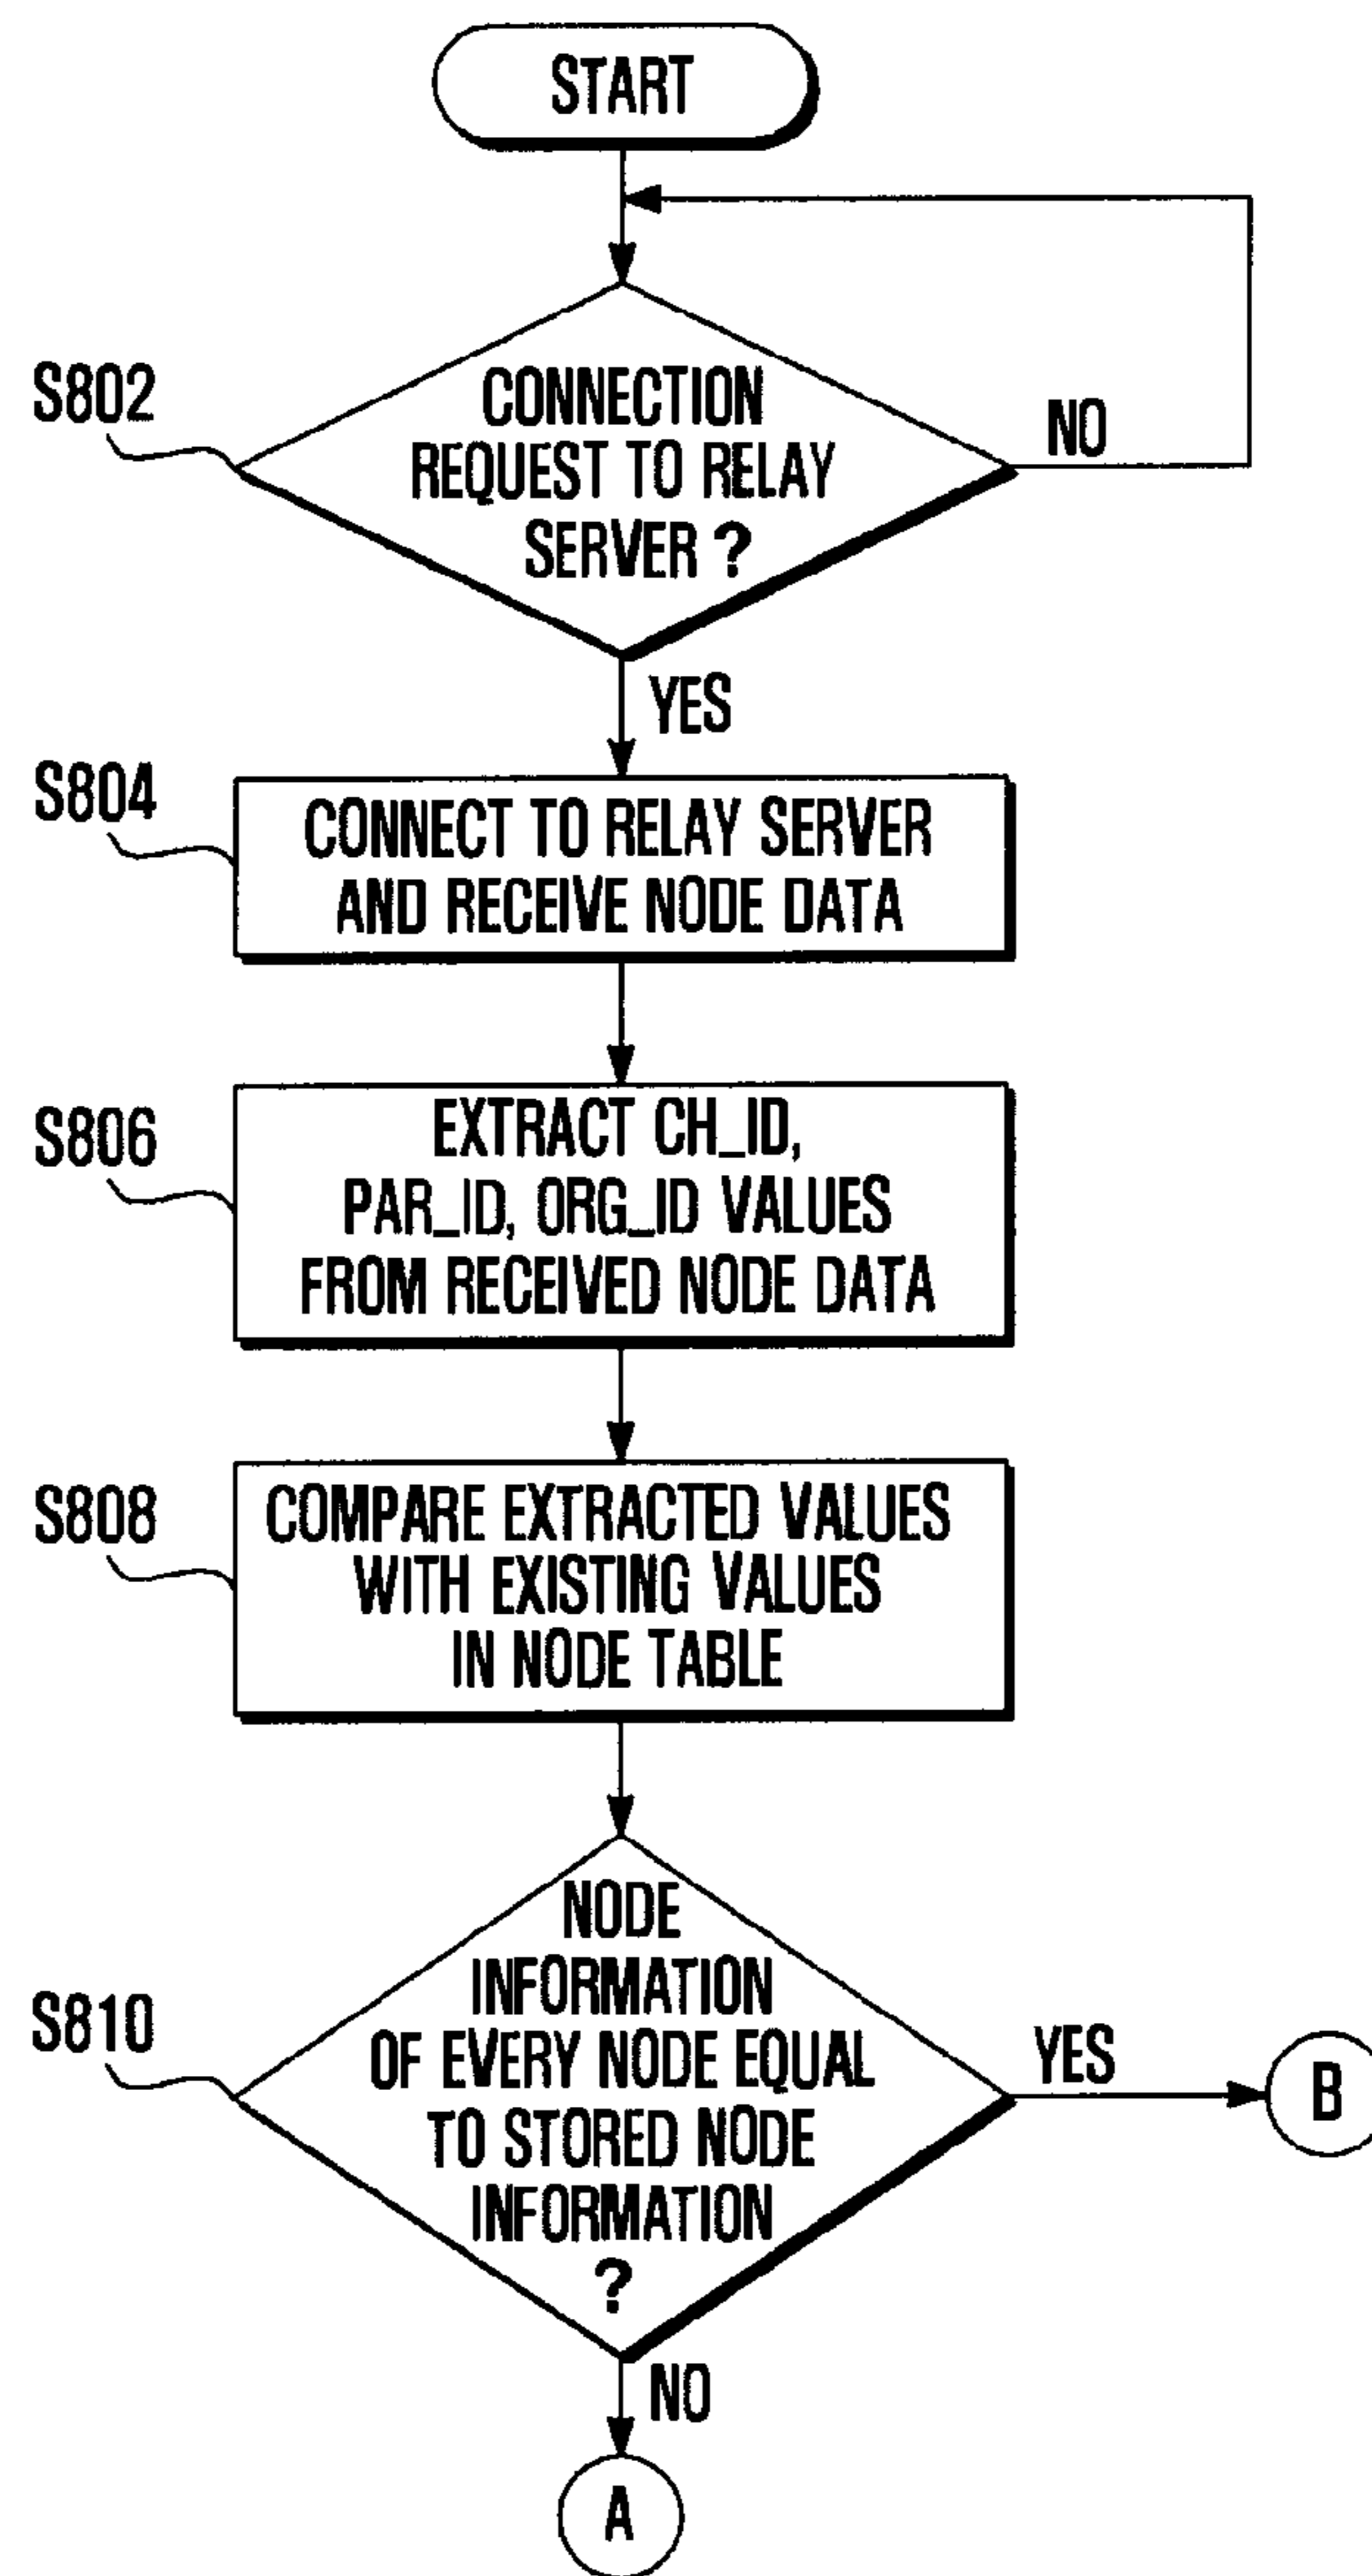 START
S802
CONNECTION
REQUEST TO RELAY
SERVER ?
NO
YES
S804
CONNECT TO RELAY SERVER
AND RECEIVE NODE DATA
S806
EXTRACT CH_ID,
PAR_ID, ORG_ID VALUES
FROM RECEIVED NODE DATA
S808
COMPARE EXTRACTED VALUES
WITH EXISTING VALUES
IN NODE TABLE
S810
NODE
INFORMATION
OF EVERY NODE EQUAL
TO STORED NODE
INFORMATION
?
YES
B
NO
A